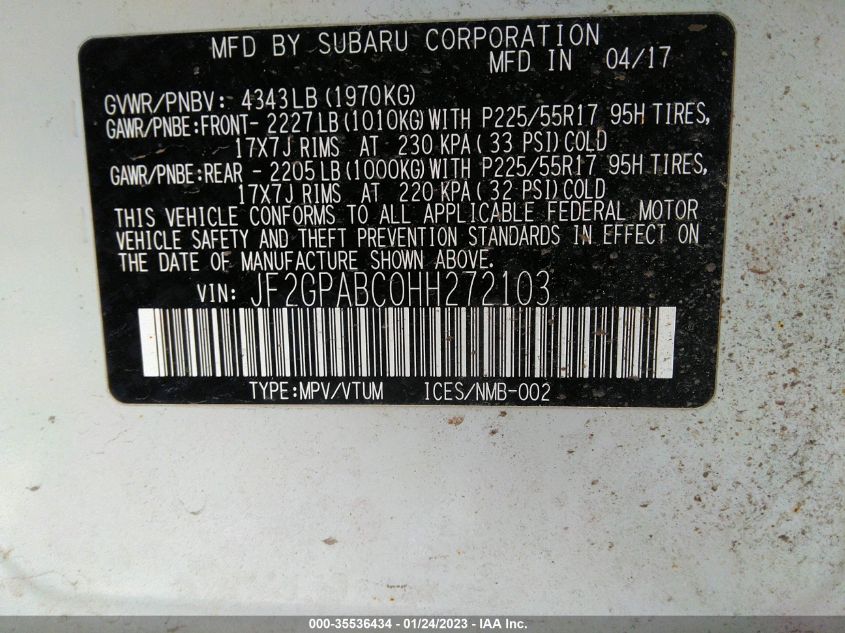 MFD BY SUBARU CORPORATION
MFD IN 04/17
GVWR/PNBV: 4343LB (1970KG)
GAWR/PNBE:FRONT- 2227LB(1010KG)WITH P225/55R17 95H TIRES,
17X7J RIMS AT 230 KPA( 33 PSI)COLD
GAWR/PNBE:REAR - 2205LB(1000KG)WITH P225/55R17 95H TIRES,
17X7J RIMS AT 220 KPA( 32 PSI)COLD
THIS VEHICLE CONFORMS TO ALL APPLICABLE FEDERAL MOTOR
VEHICLE SAFETY AND THEFT PREVENTION STANDARDS IN EFFECT ON
THE DATE OF MANUFACTURE SHOWN ABOVE.
VIN: JF2GPABC0HH272103
TYPE:MPV/VTUM ICES/NMB-002
000-35536434 - 01/24/2023 - IAA Inc.